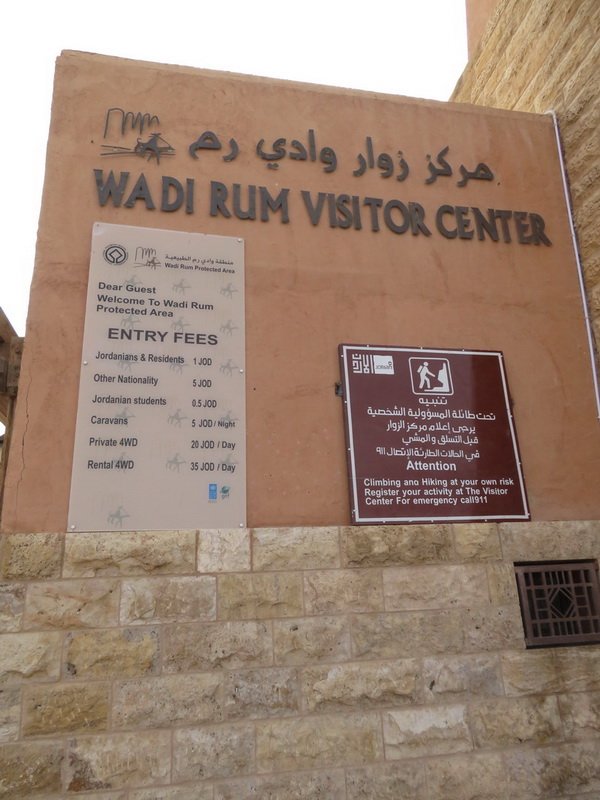 مركز زوار وادي رم
WADI RUM VISITOR CENTER
منطقة وادي رم الطبيعية
Wadi Rum Protected Area
Dear Guest
Welcome To Wadi Rum
Protected Area
ENTRY FEES
Jordanians & Residents 1 JOD
Other Nationality 5 JOD
Jordanian students 0.5 JOD
Caravans 5 JOD / Night
Private 4WD 20 JOD / Day
Rental 4WD 35 JOD / Day
الأردن
تنبيه
تحت طائلة المسؤولية الشخصية
يرجى إعلام مركز الزوار
قبل التسلق والمشي
في الحالات الطارئة الإتصال ٩١١
Attention
Climbing and Hiking at your own risk
Register your activity at The Visitor
Center For emergency call911